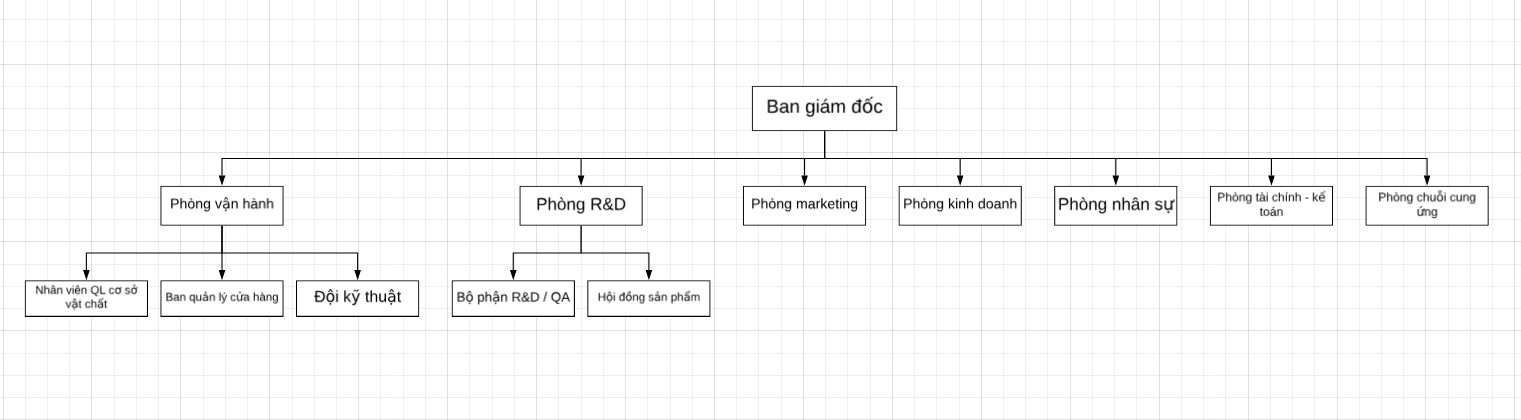 Ban giám đốc
Phòng vận hành
Phòng R&D
Phòng marketing
Phòng kinh doanh
Phòng nhân sự
Phòng tài chính - kế
toán
Phòng chuỗi cung
ứng
Nhân viên QL cơ sở
vật chất
Ban quản lý cửa hàng
Đội kỹ thuật
Bộ phận R&D / QA
Hội đồng sản phẩm